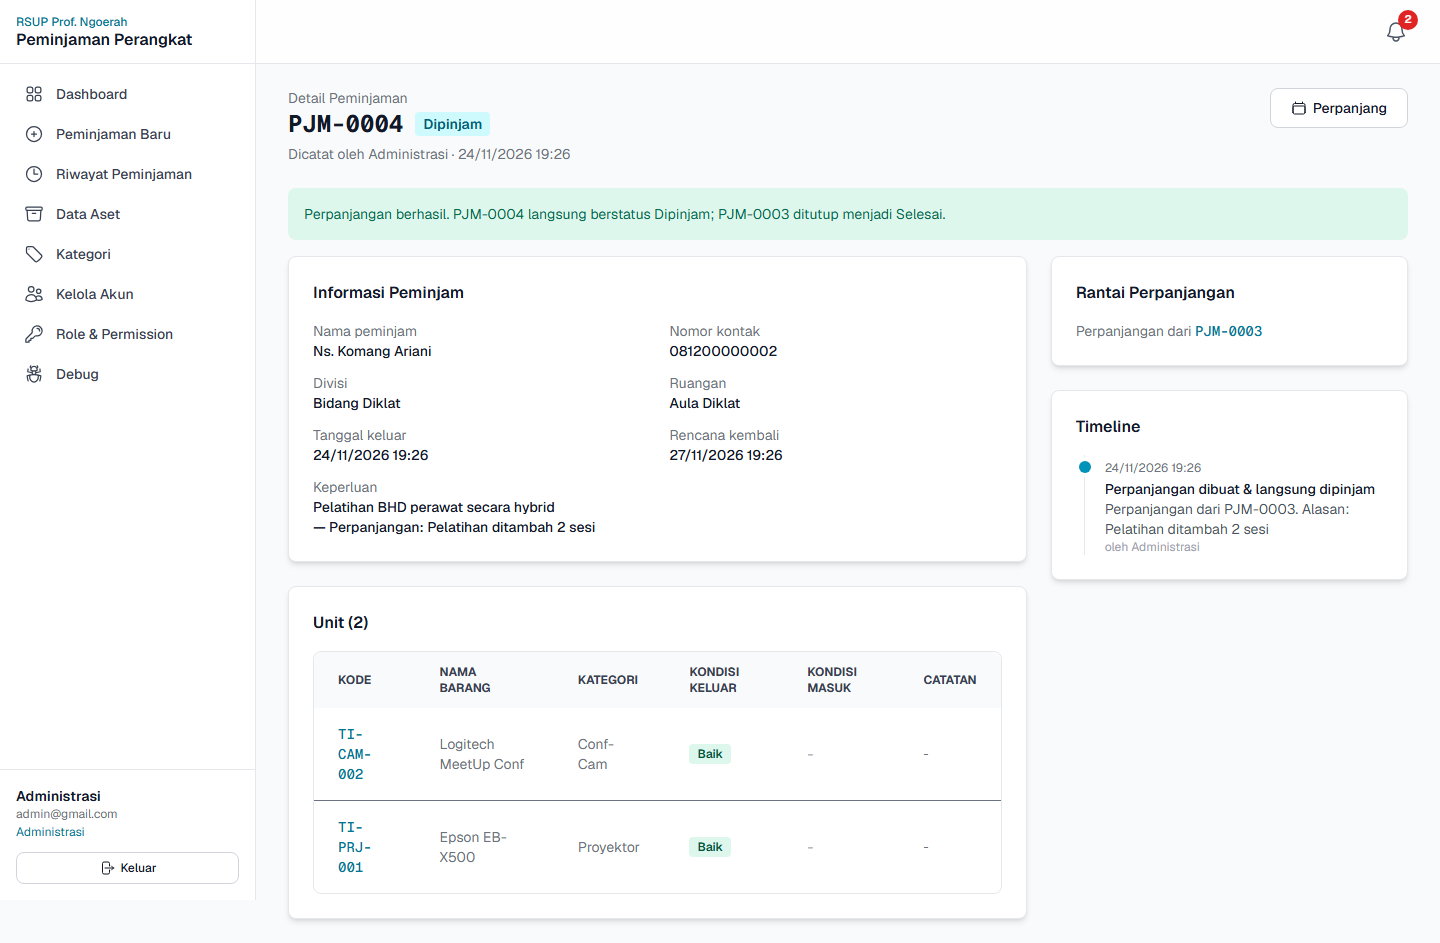 RSUP Prof. Ngoerah
Peminjaman Perangkat
2
Dashboard
Peminjaman Baru
Riwayat Peminjaman
Data Aset
Kategori
Kelola Akun
Role & Permission
Debug
Administrasi
admin@gmail.com
Administrasi
Keluar
Detail Peminjaman
PJM-0004 Dipinjam
Dicatat oleh Administrasi · 24/11/2026 19:26
Perpanjang
Perpanjangan berhasil. PJM-0004 langsung berstatus Dipinjam; PJM-0003 ditutup menjadi Selesai.
Informasi Peminjam
Nama peminjam
Ns. Komang Ariani
Nomor kontak
081200000002
Divisi
Bidang Diklat
Ruangan
Aula Diklat
Tanggal keluar
24/11/2026 19:26
Rencana kembali
27/11/2026 19:26
Keperluan
Pelatihan BHD perawat secara hybrid
— Perpanjangan: Pelatihan ditambah 2 sesi
Unit (2)
KODE
NAMA
BARANG
KATEGORI
KONDISI
KELUAR
KONDISI
MASUK
CATATAN
TI-
CAM-
002
Logitech
MeetUp Conf
Conf-
Cam
Baik
-
-
TI-
PRJ-
001
Epson EB-
X500
Proyektor
Baik
-
-
Rantai Perpanjangan
Perpanjangan dari PJM-0003
Timeline
24/11/2026 19:26
Perpanjangan dibuat & langsung dipinjam
Perpanjangan dari PJM-0003. Alasan:
Pelatihan ditambah 2 sesi
oleh Administrasi